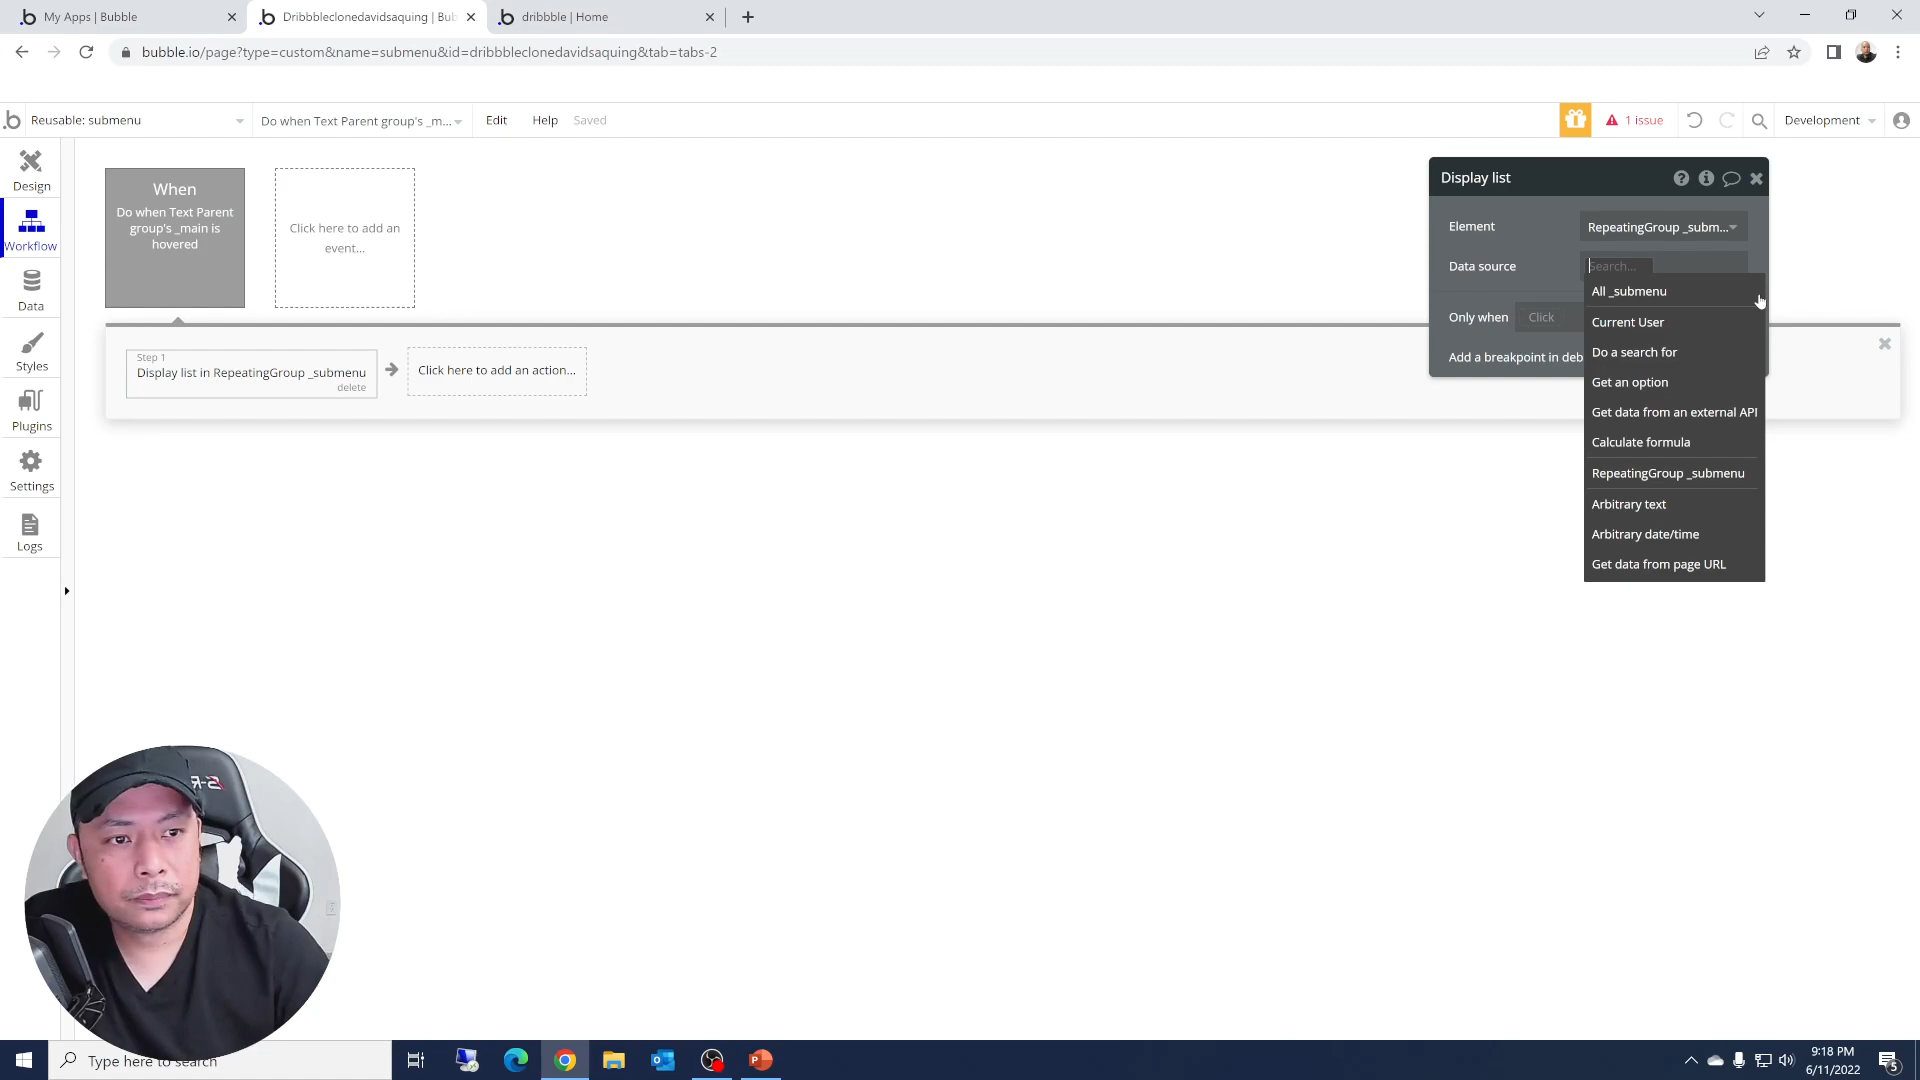 My Apps | Bubble
Dribbbleclonedavidsaquing | Bub
dribbble | Home
bubble.io/page?type=custom&name=submenu&id=dribbbleclonedavidsaquing&tab=tabs-2
Reusable: submenu
Do when Text Parent group's _m...
Edit
Help
Saved
1 issue
Development
Design
Workflow
Data
Styles
Plugins
Settings
Logs
When
Do when Text Parent
group's _main is
hovered
Click here to add an
event...
Step 1
Display list in RepeatingGroup _submenu
delete
Click here to add an action...
Display list
Element
RepeatingGroup _subm...
Data source
Search...
Only when
Click
Add a breakpoint in deb
All _submenu
Current User
Do a search for
Get an option
Get data from an external API
Calculate formula
RepeatingGroup _submenu
Arbitrary text
Arbitrary date/time
Get data from page URL
Type here to search
9:18 PM
6/11/2022
5